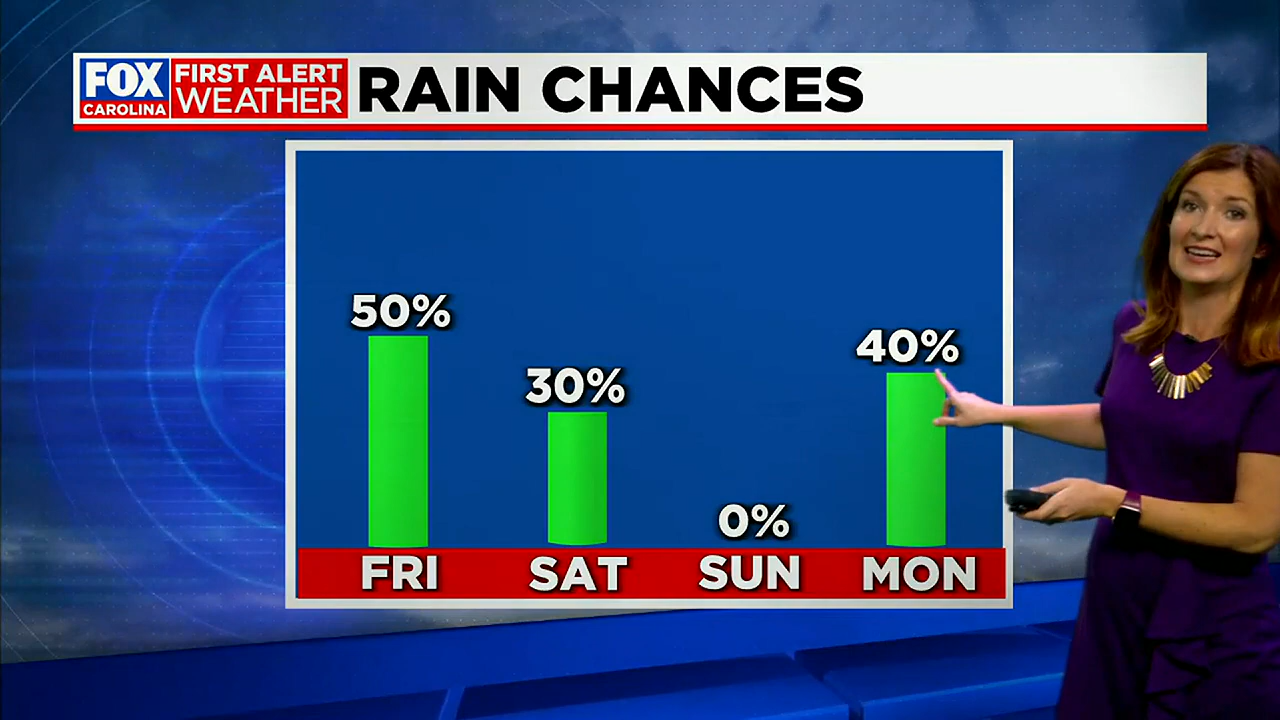 FOX
CAROLINA
FIRST ALERT
WEATHER
RAIN CHANCES
50%
30%
0%
40%
FRI SAT SUN MON